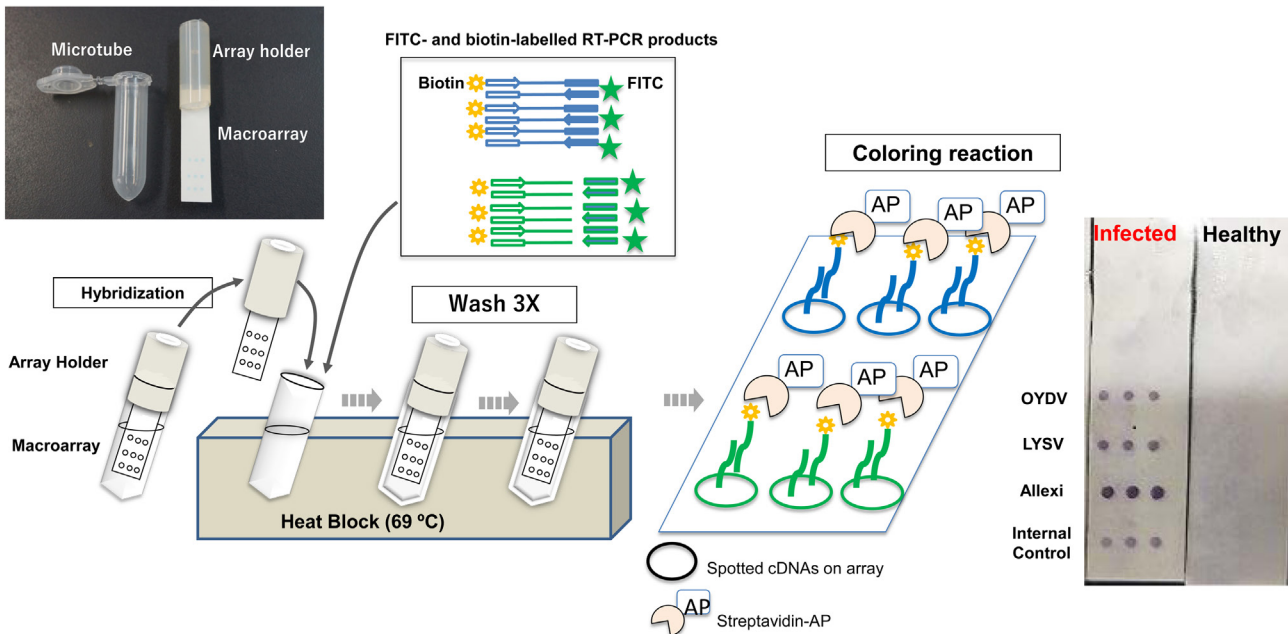 Microtube
Array holder
Macroarray
FITC- and biotin-labelled RT-PCR products
Biotin
FITC
Hybridization
Array Holder
Macroarray
Wash 3X
Heat Block (69 ºC)
Coloring reaction
AP
AP
AP
AP
AP
AP
Spotted cDNAs on array
AP
Streptavidin-AP
Infected
Healthy
OYDV
LYSV
Allexi
Internal
Control